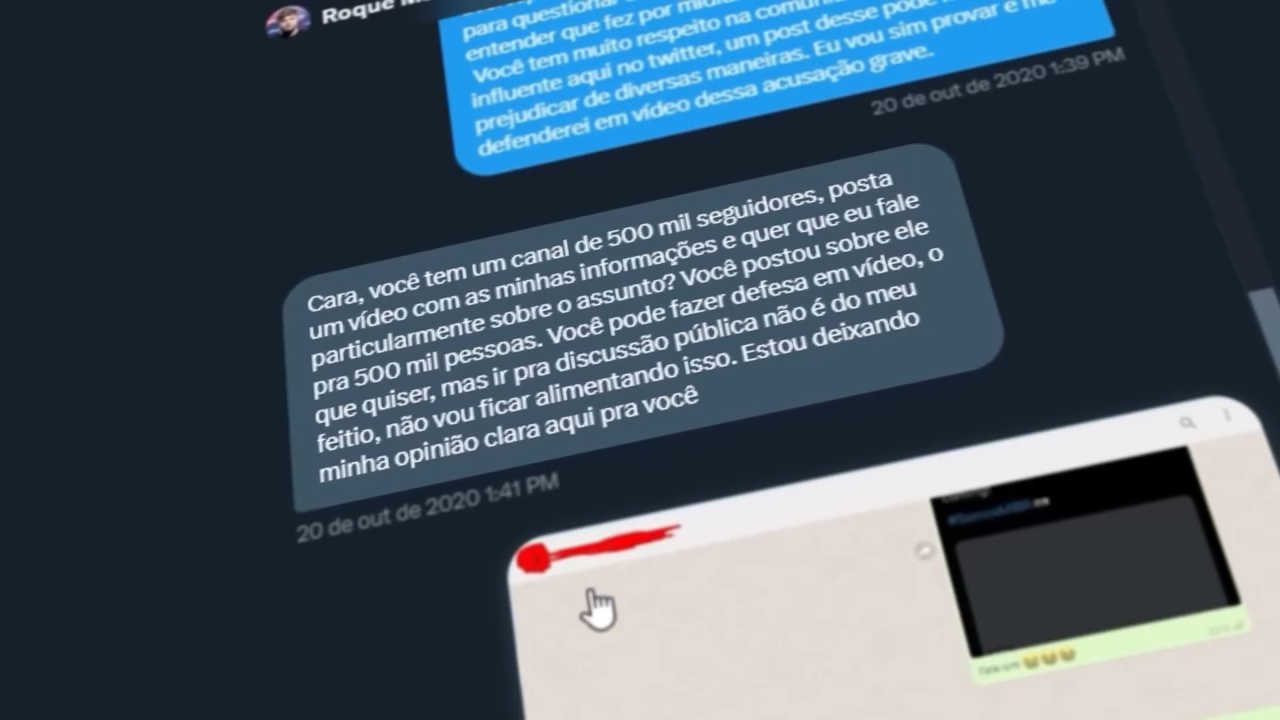 Roque
para questionar
entender que fez por mídia
Você tem muito respeito na comuni
influente aqui no twitter, um post desse pode
prejudicar de diversas maneiras. Eu vou sim provar e me
defenderei em vídeo dessa acusação grave.
20 de out de 2020 1:39 PM
Cara, você tem um canal de 500 mil seguidores, posta
um vídeo com as minhas informações e quer que eu fale
particularmente sobre o assunto? Você postou sobre ele
pra 500 mil pessoas. Você pode fazer defesa em vídeo, o
que quiser, mas ir pra discussão pública não é do meu
feitio, não vou ficar alimentando isso. Estou deixando
minha opinião clara aqui pra você
20 de out de 2020 1:41 PM